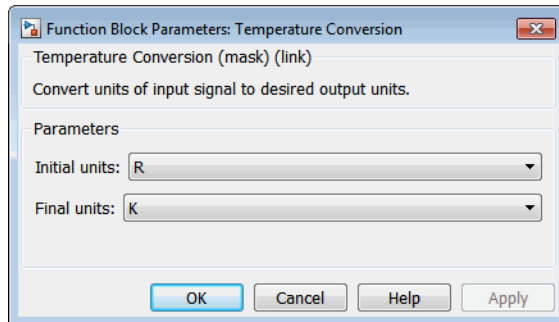 Function Block Parameters: Temperature Conversion
Temperature Conversion (mask) (link)
Convert units of input signal to desired output units.
Parameters
Initial units: R
Final units: K
OK Cancel Help Apply